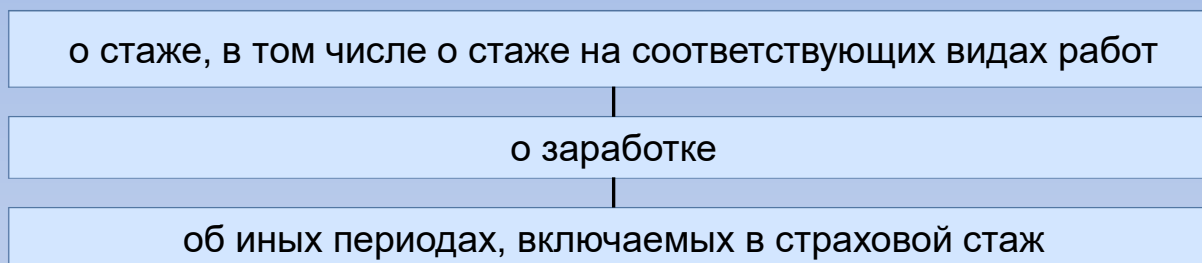 о стаже, в том числе о стаже на соответствующих видах работ
о заработке
об иных периодах, включаемых в страховой стаж